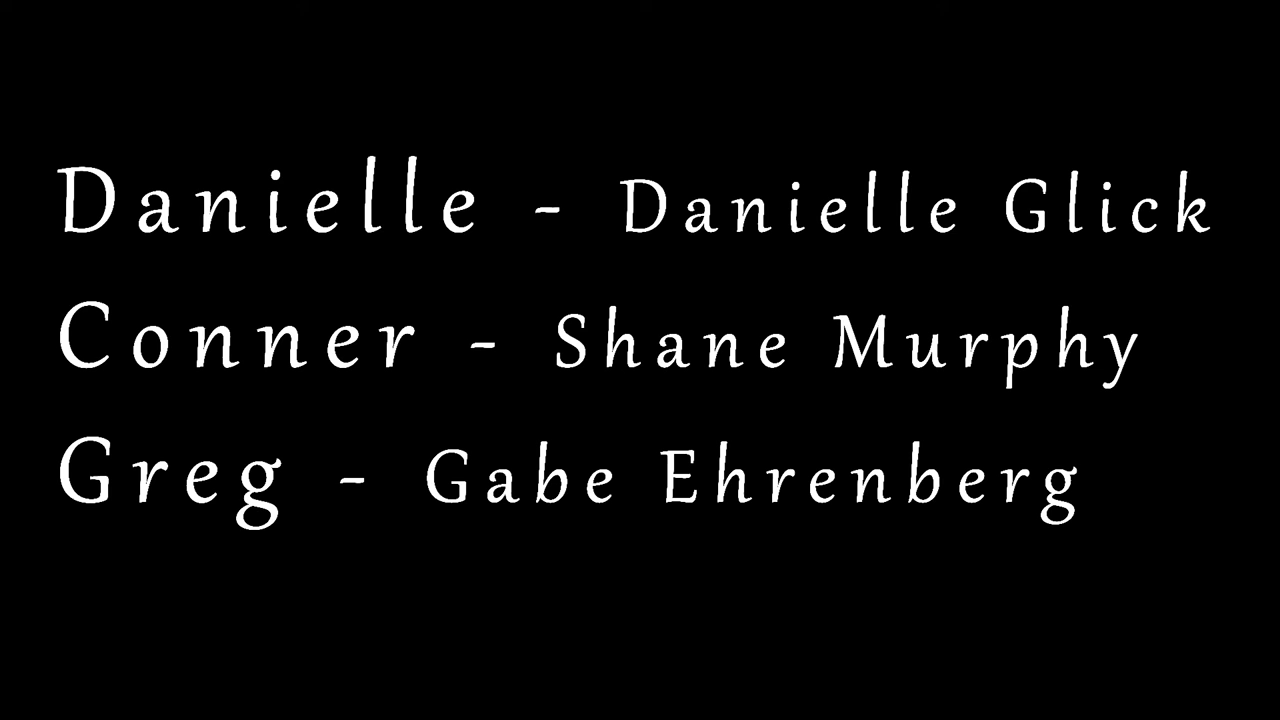 Danielle - Danielle Glick
Conner - Shane Murphy
Greg - Gabe Ehrenberg